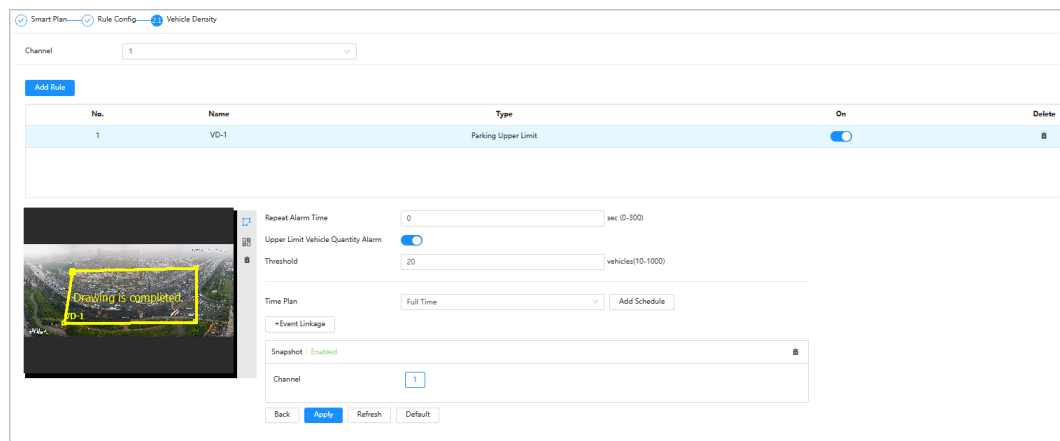 Smart Plan Rule Config 2.1 Vehicle Density
Channel 1
Add Rule
No. Name Type On Delete
1 VD-1 Parking Upper Limit
Repeat Alarm Time 0 sec (0-300)
Upper Limit Vehicle Quantity Alarm
Threshold 20 vehicles(10-1000)
Drawing is completed.
VD-1
Time Plan Full Time Add Schedule
+Event Linkage
Snapshot Enabled
Channel 1
Back Apply Refresh Default